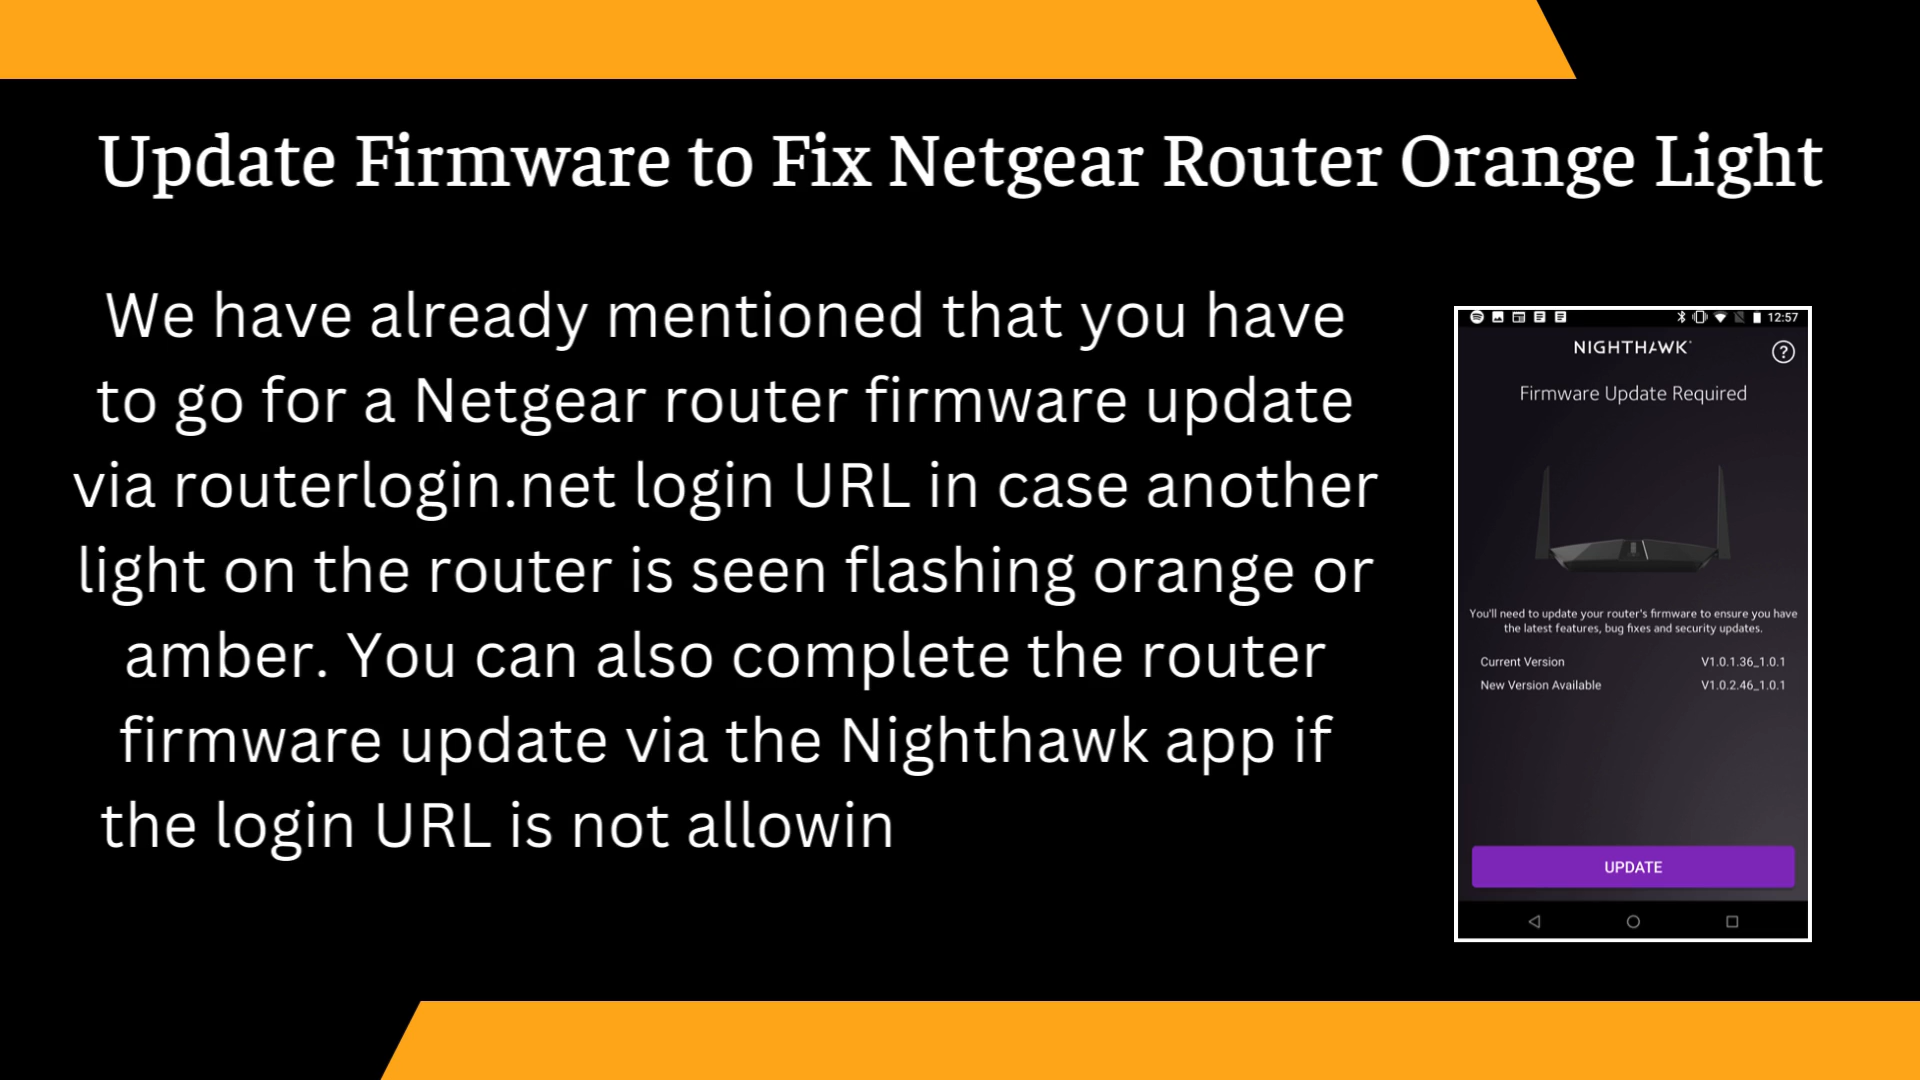 Update Firmware to Fix Netgear Router Orange Light
We have already mentioned that you have
to go for a Netgear router firmware update
via routerlogin.net login URL in case another
light on the router is seen flashing orange or
amber. You can also complete the router
firmware update via the Nighthawk app if
the login URL is not allowin
12:57
NIGHTHAWK
?
Firmware Update Required
You'll need to update your router's firmware to ensure you have
the latest features, bug fixes and security updates.
Current Version V1.0.1.36_1.0.1
New Version Available V1.0.2.46_1.0.1
UPDATE